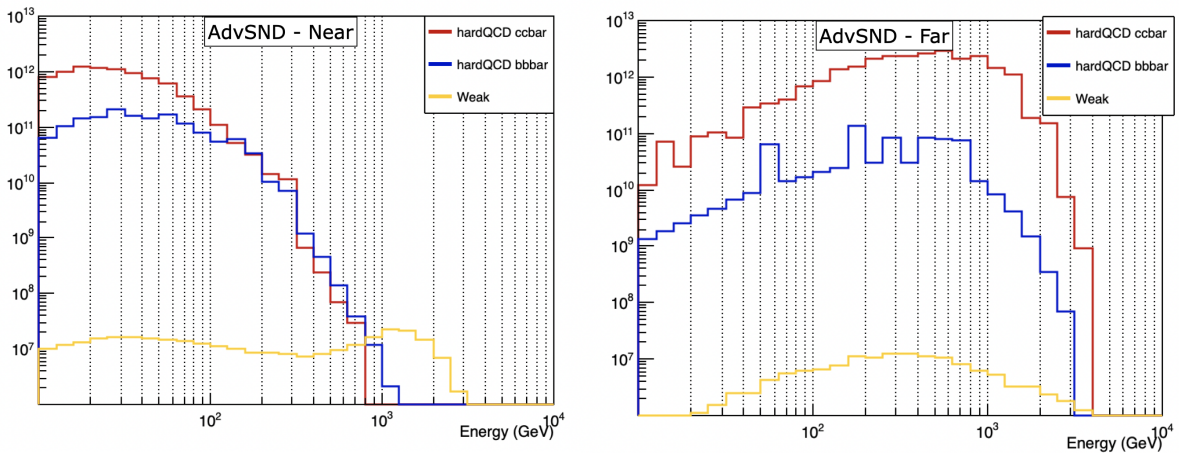 AdvSND - Near
hardQCD ccbar
hardQCD bbbar
Weak
10^13
10^12
10^11
10^10
10^9
10^8
10^7
10^2
10^3
10^4
Energy (GeV)
AdvSND - Far
hardQCD ccbar
hardQCD bbbar
Weak
10^13
10^12
10^11
10^10
10^9
10^8
10^7
10^2
10^3
10^4
Energy (GeV)